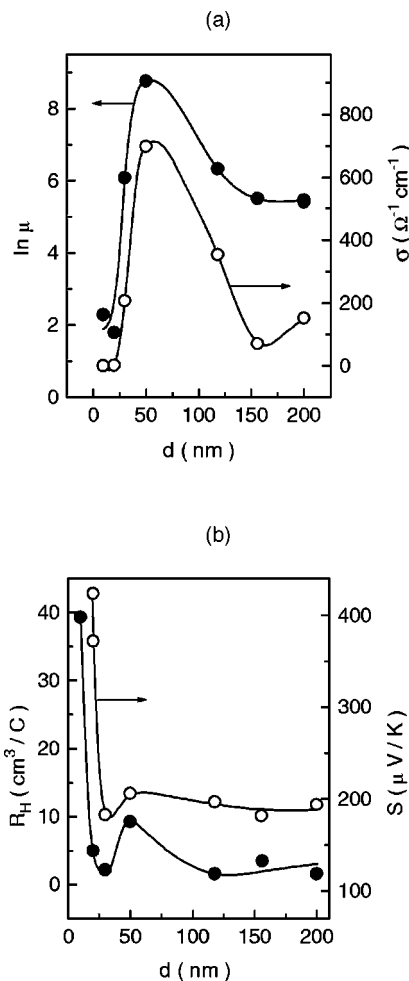 (a)
8
6
4
2
0
ln μ
800
600
400
200
0
σ ( Ω⁻¹ cm⁻¹ )
0 50 100 150 200
d ( nm )
(b)
40
30
20
10
0
R_H ( cm³ / C )
400
300
200
100
S ( μ V / K )
0 50 100 150 200
d ( nm )